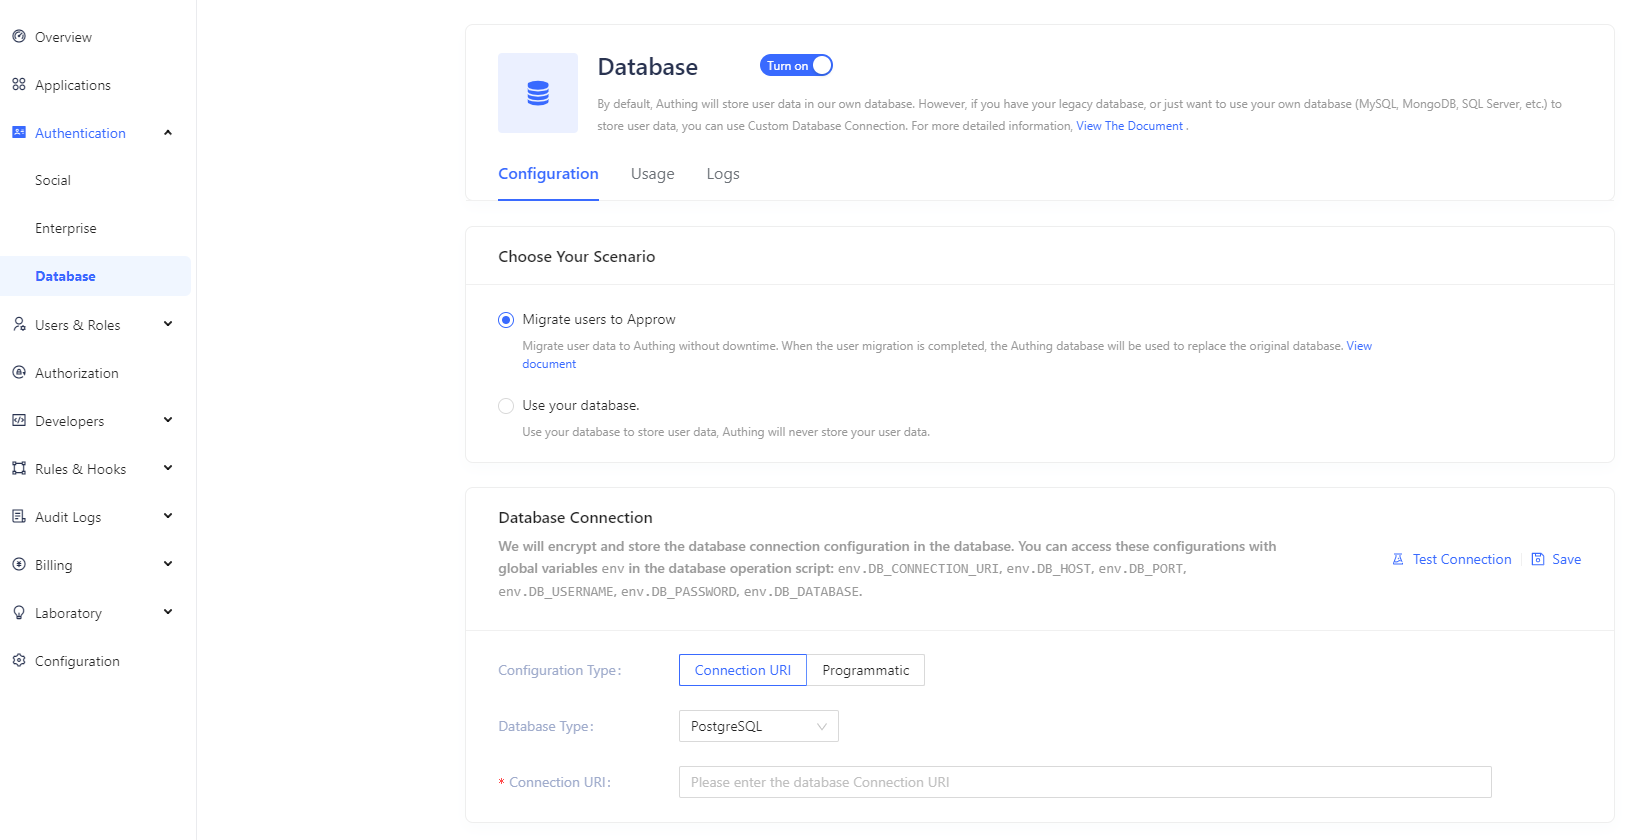 Overview
Applications
Authentication
Social
Enterprise
Database
Users & Roles
Authorization
Developers
Rules & Hooks
Audit Logs
Billing
Laboratory
Configuration
Database
Turn on
By default, Authing will store user data in our own database. However, if you have your legacy database, or just want to use your own database (MySQL, MongoDB, SQL Server, etc.) to
store user data, you can use Custom Database Connection. For more detailed information, View The Document .
Configuration Usage Logs
Choose Your Scenario
Migrate users to Approw
Migrate user data to Authing without downtime. When the user migration is completed, the Authing database will be used to replace the original database. View
document
Use your database.
Use your database to store user data, Authing will never store your user data.
Database Connection
We will encrypt and store the database connection configuration in the database. You can access these configurations with
global variables env in the database operation script: env.DB_CONNECTION_URI, env.DB_HOST, env.DB_PORT,
env.DB_USERNAME, env.DB_PASSWORD, env.DB_DATABASE.
Test Connection Save
Configuration Type: Connection URI Programmatic
Database Type: PostgreSQL
* Connection URI: Please enter the database Connection URI